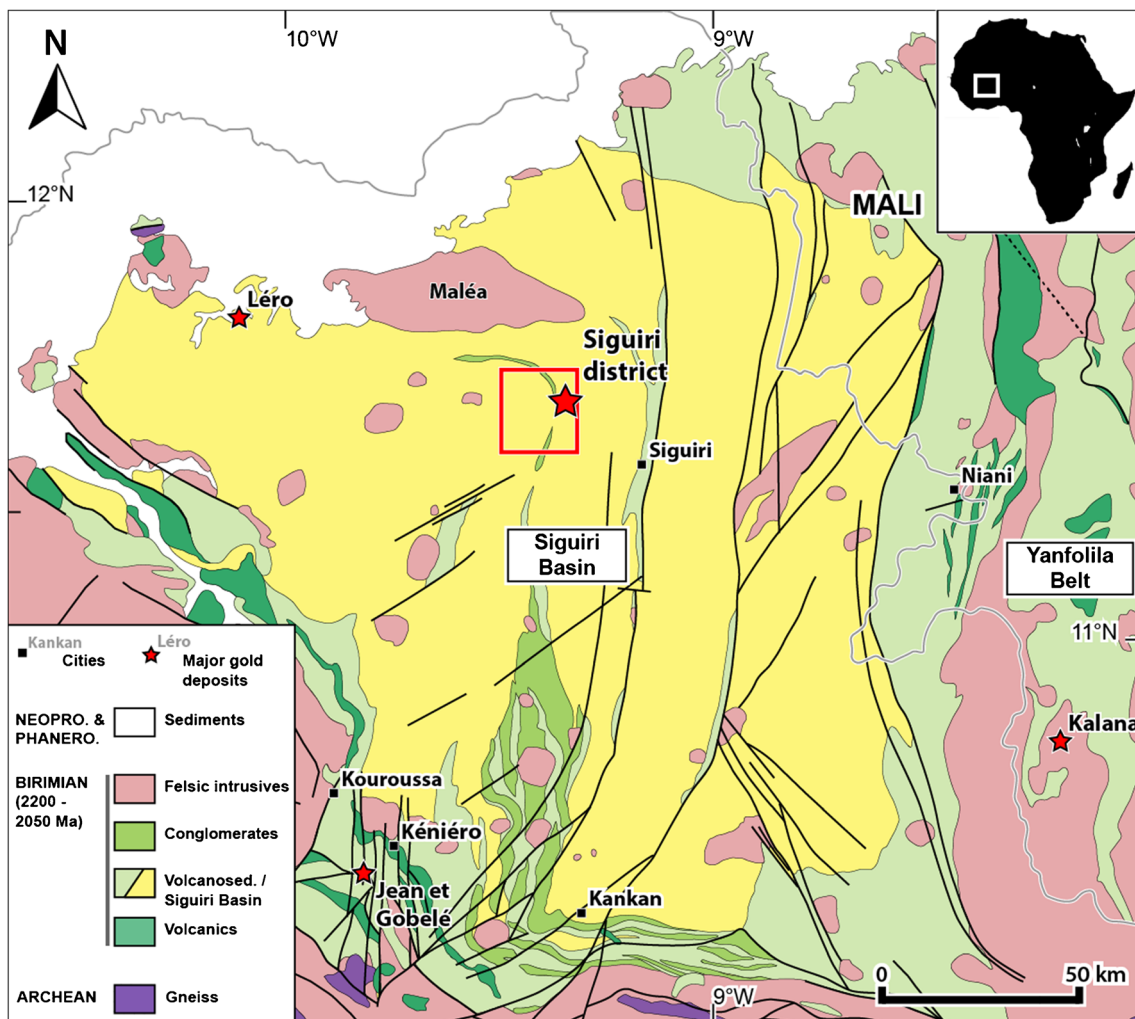 N
10°W
9°W
12°N
MALI
Léro
Maléa
Siguiri
district
Siguiri
Niani
Siguiri
Basin
Yanfolila
Belt
11°N
Kankan
Cities
Léro
Major gold
deposits
NEOPRO. &
PHANERO.
Sediments
BIRIMIAN
(2200 -
2050 Ma)
Felsic intrusives
Conglomerates
Volcanosed. /
Siguiri Basin
Volcanics
ARCHEAN
Gneiss
Kalana
Kouroussa
Kéniéro
Jean et
Gobelé
Kankan
0
50 km
9°W